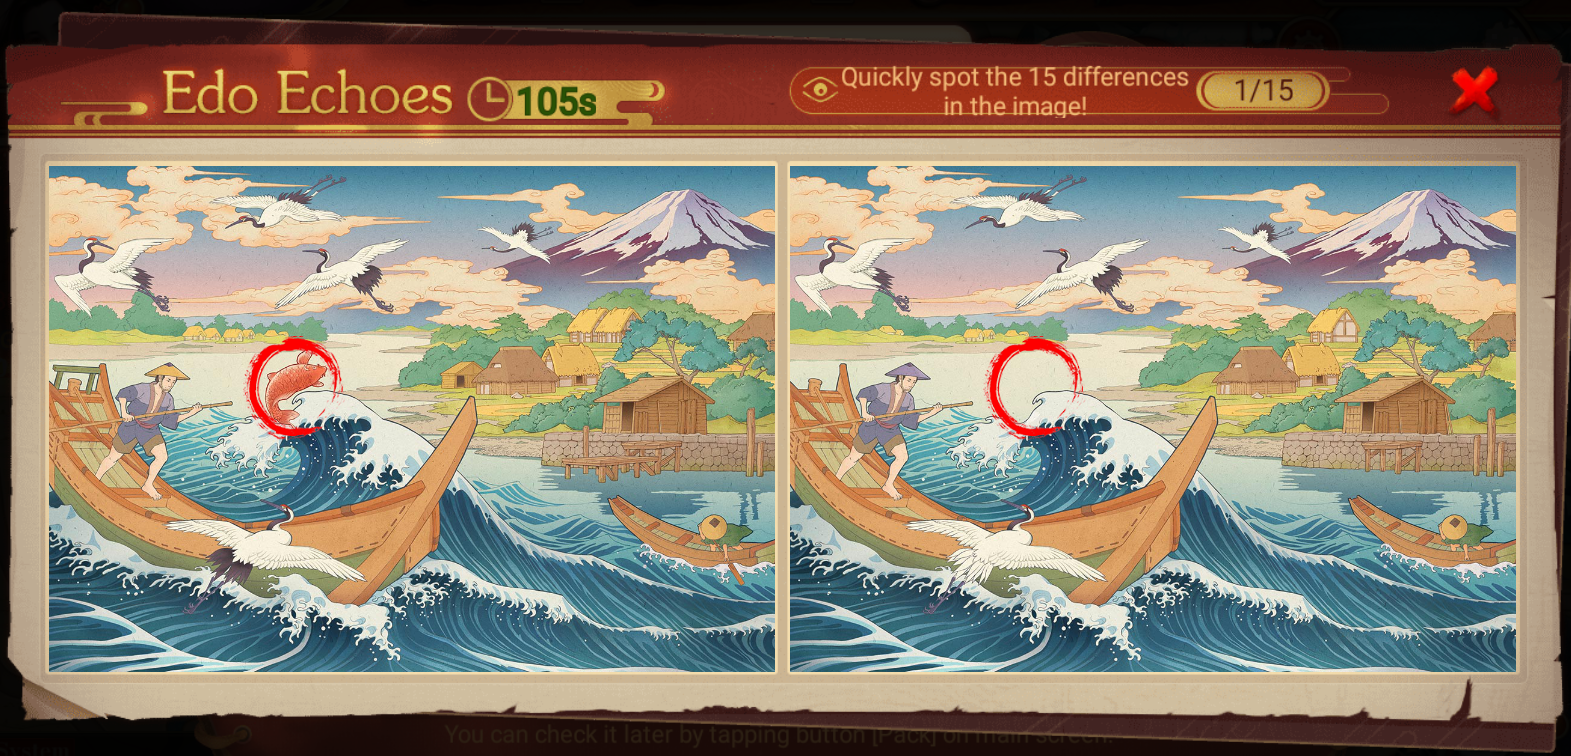 Edo Echoes
105s
Quickly spot the 15 differences
in the image!
1/15
You can check it later by tapping button [Pack] on main screen.
System